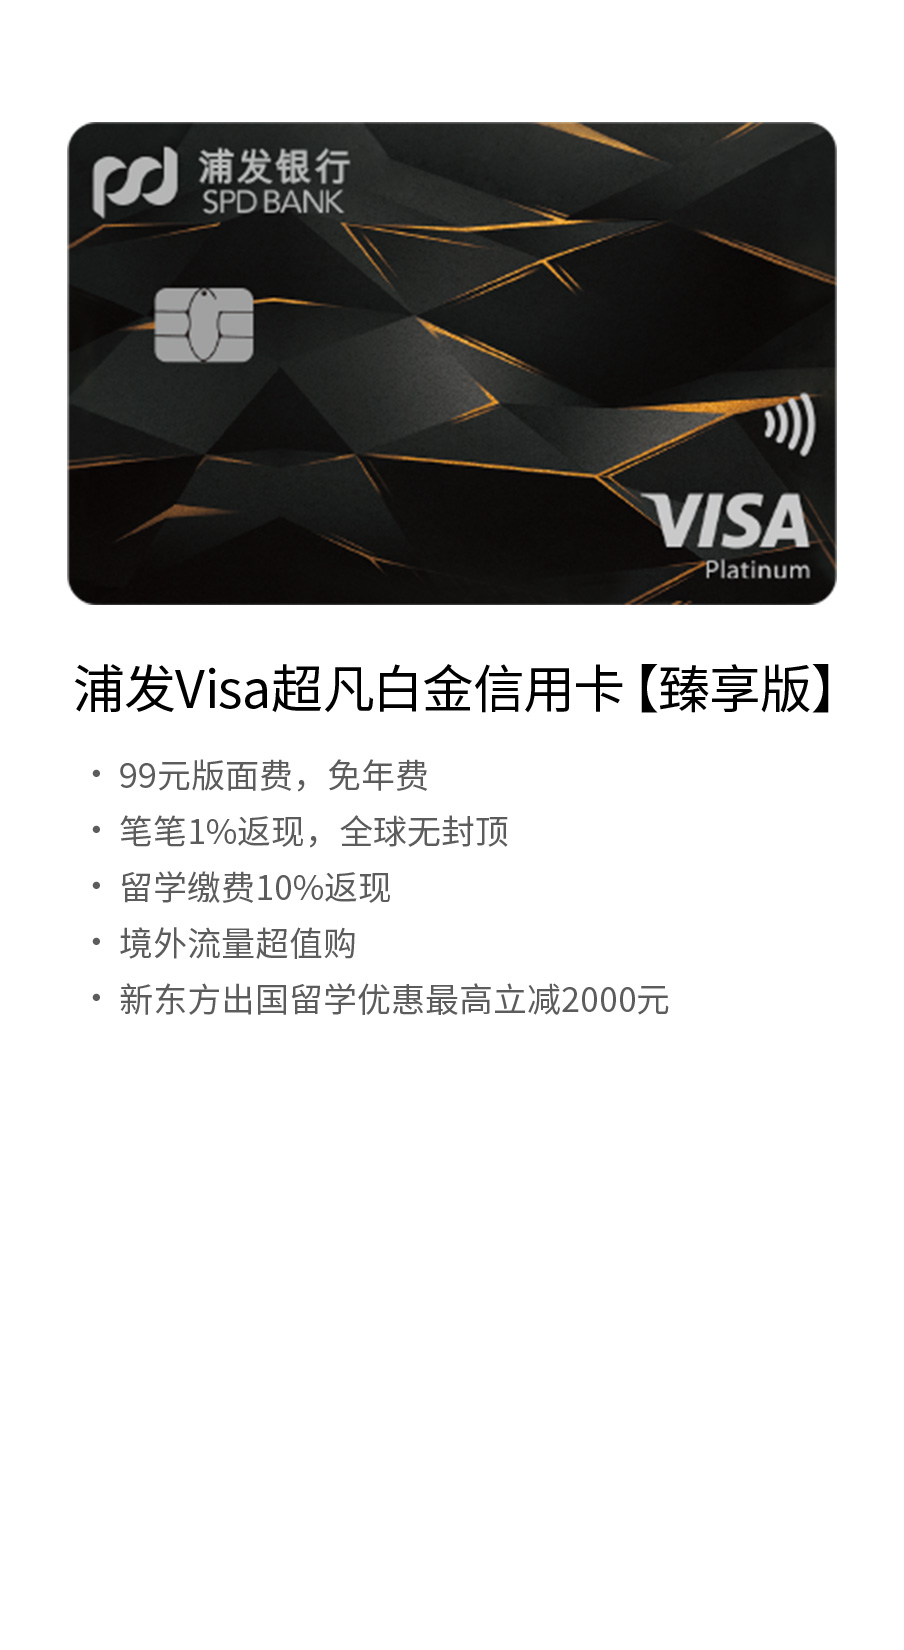 浦发银行
SPD BANK
VISA
Platinum
浦发Visa超凡白金信用卡【臻享版】
· 99元版面费，免年费
· 笔笔1%返现，全球无封顶
· 留学缴费10%返现
· 境外流量超值购
· 新东方出国留学优惠最高立减2000元